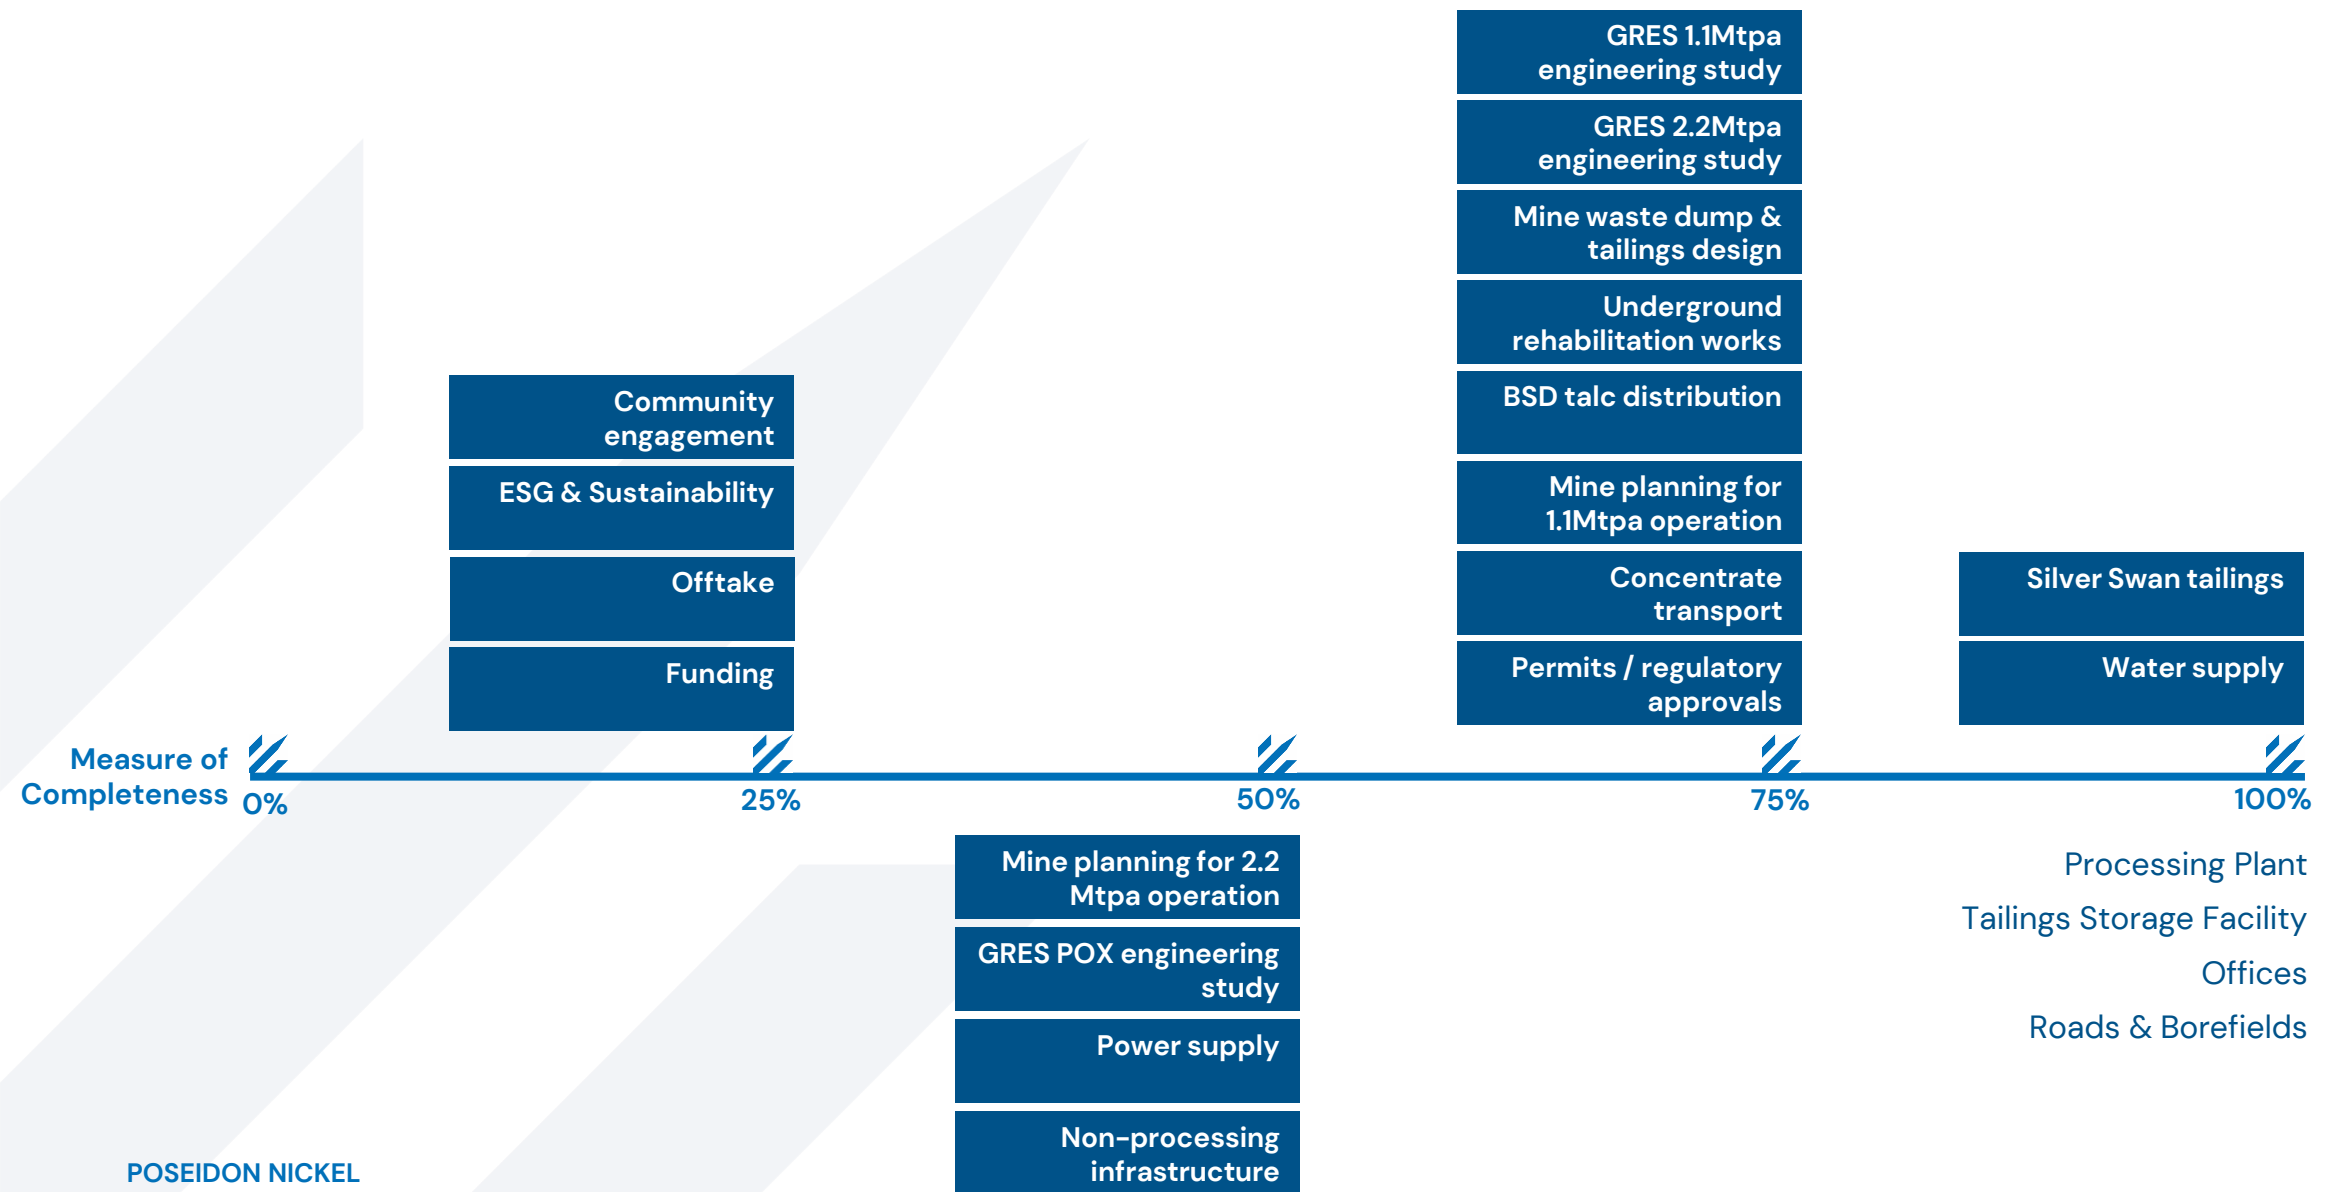 GRES 1.1Mtpa
engineering study
GRES 2.2Mtpa
engineering study
Mine waste dump &
tailings design
Underground
rehabilitation works
BSD talc distribution
Mine planning for
1.1Mtpa operation
Concentrate
transport
Permits / regulatory
approvals
Community
engagement
ESG & Sustainability
Offtake
Funding
Silver Swan tailings
Water supply
Measure of
Completeness
0%
25%
50%
75%
100%
Mine planning for 2.2
Mtpa operation
GRES POX engineering
study
Power supply
Non-processing
infrastructure
Processing Plant
Tailings Storage Facility
Offices
Roads & Borefields
POSEIDON NICKEL